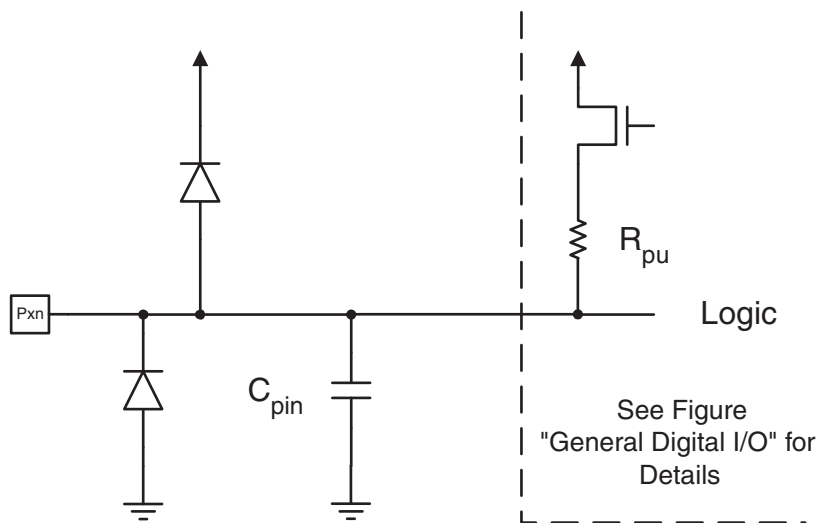 R
pu
Pxn
Logic
C
pin
See Figure
"General Digital I/O" for
Details